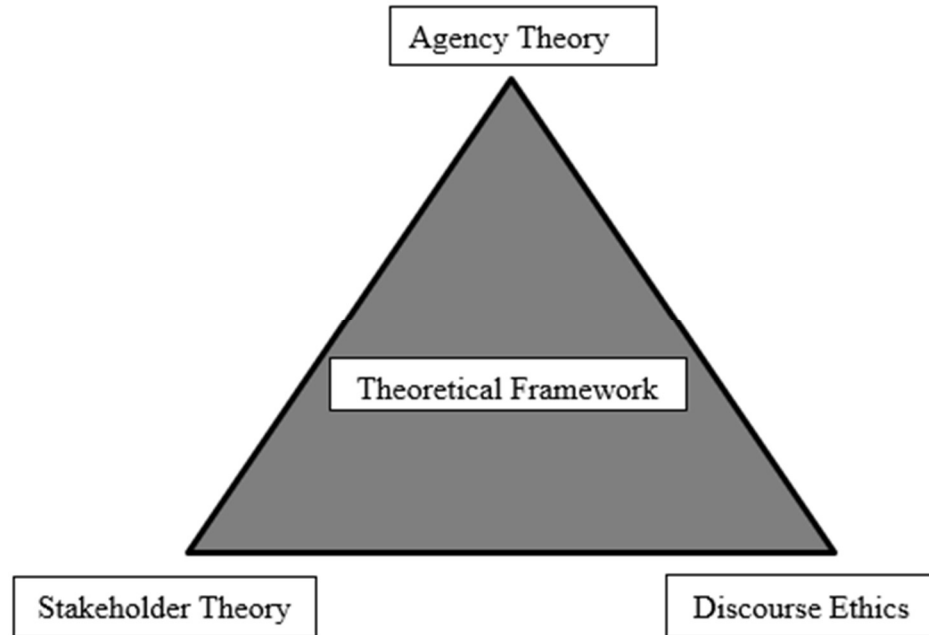 Agency Theory
Theoretical Framework
Stakeholder Theory
Discourse Ethics